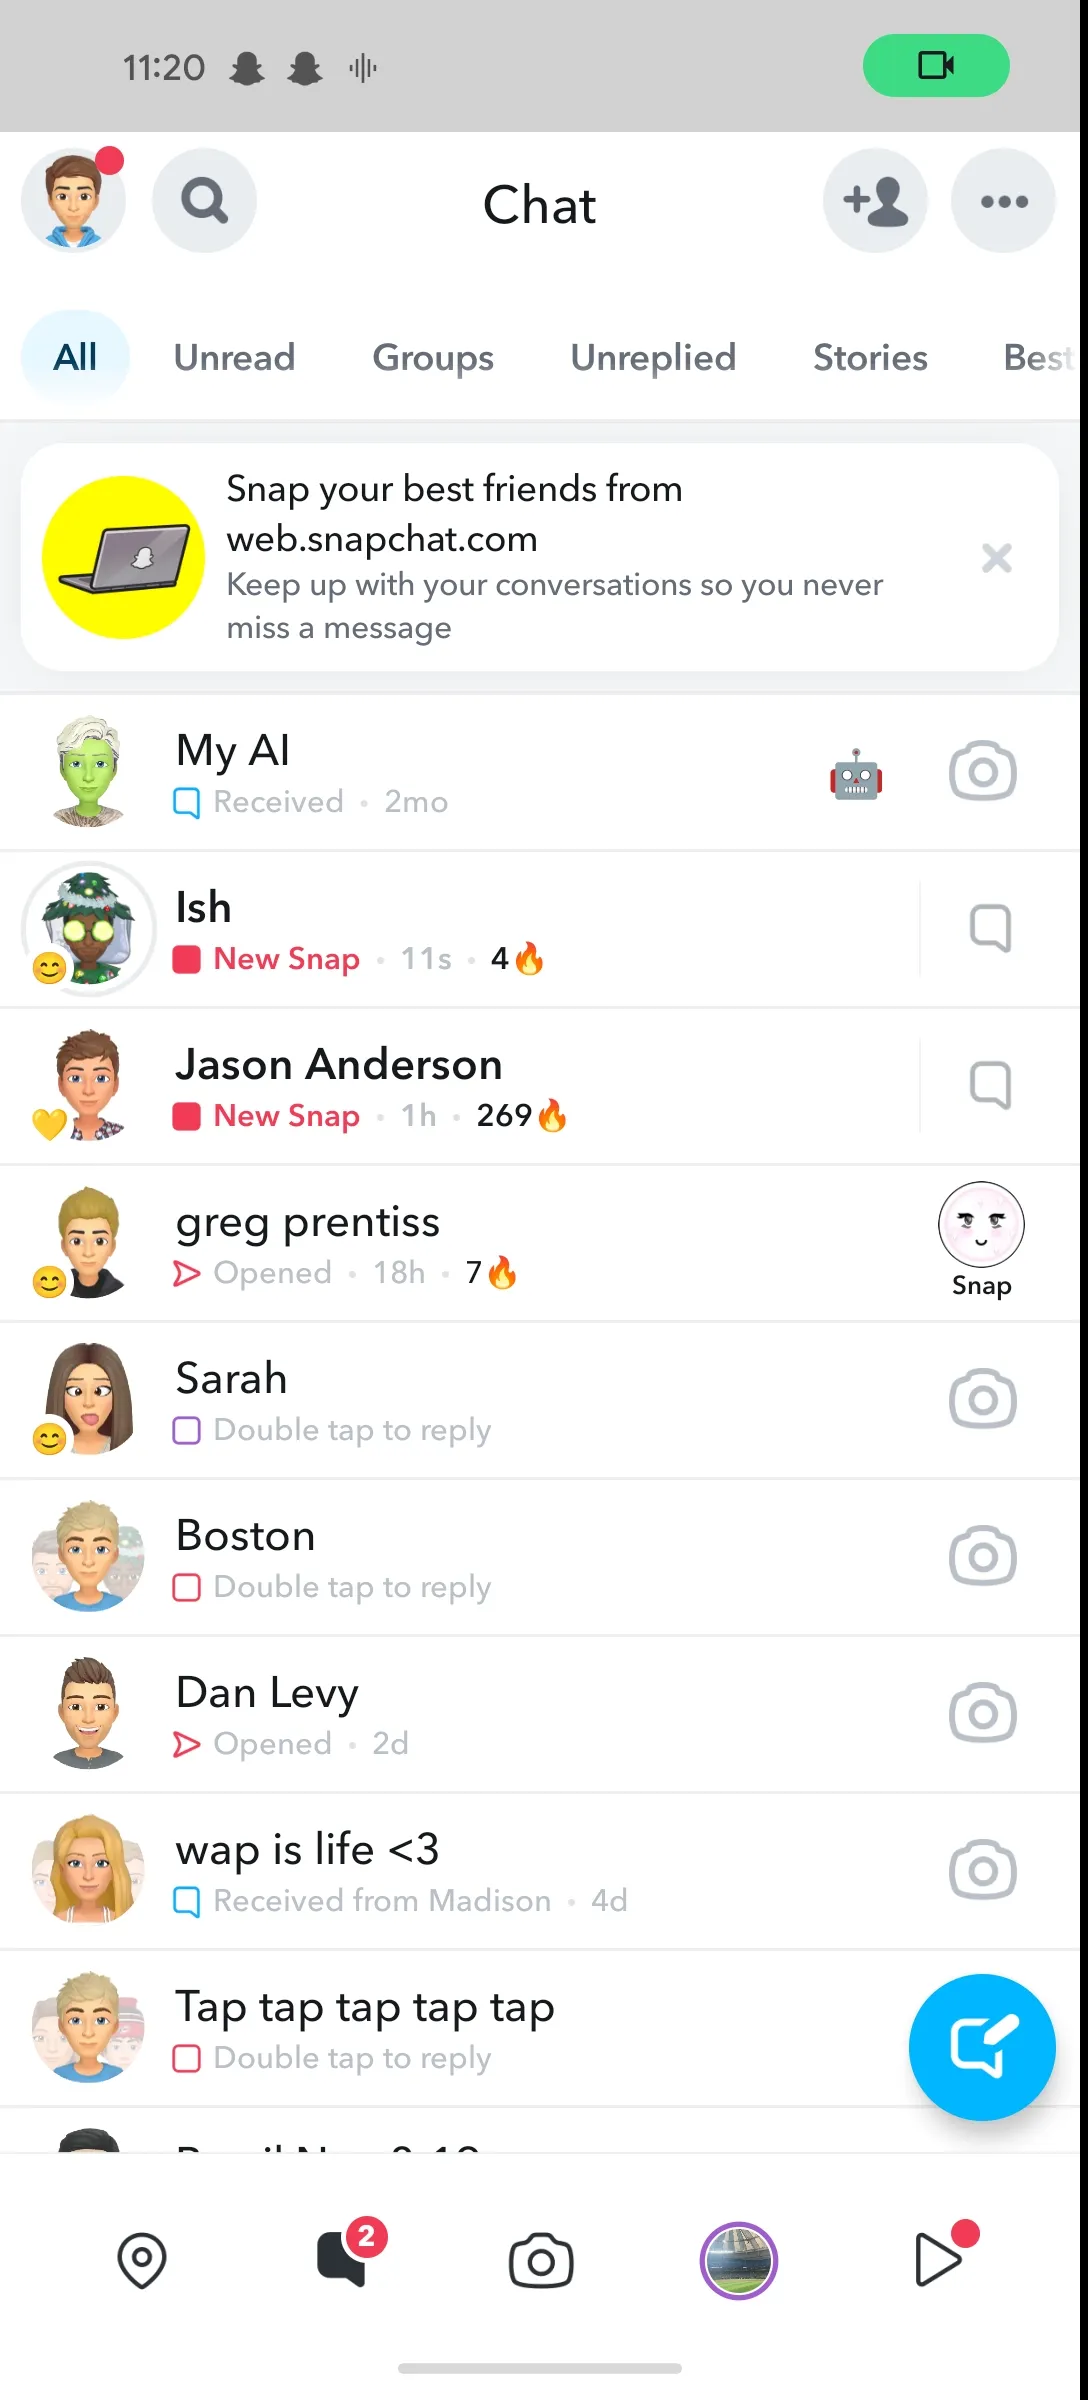 11:20
Chat
All Unread Groups Unreplied Stories Best
Snap your best friends from
web.snapchat.com
Keep up with your conversations so you never
miss a message
My AI
Received • 2mo
Ish
New Snap • 11s • 4🔥
Jason Anderson
New Snap • 1h • 269🔥
greg prentiss
Opened • 18h • 7🔥
Snap
Sarah
Double tap to reply
Boston
Double tap to reply
Dan Levy
Opened • 2d
wap is life <3
Received from Madison • 4d
Tap tap tap tap tap
Double tap to reply
2